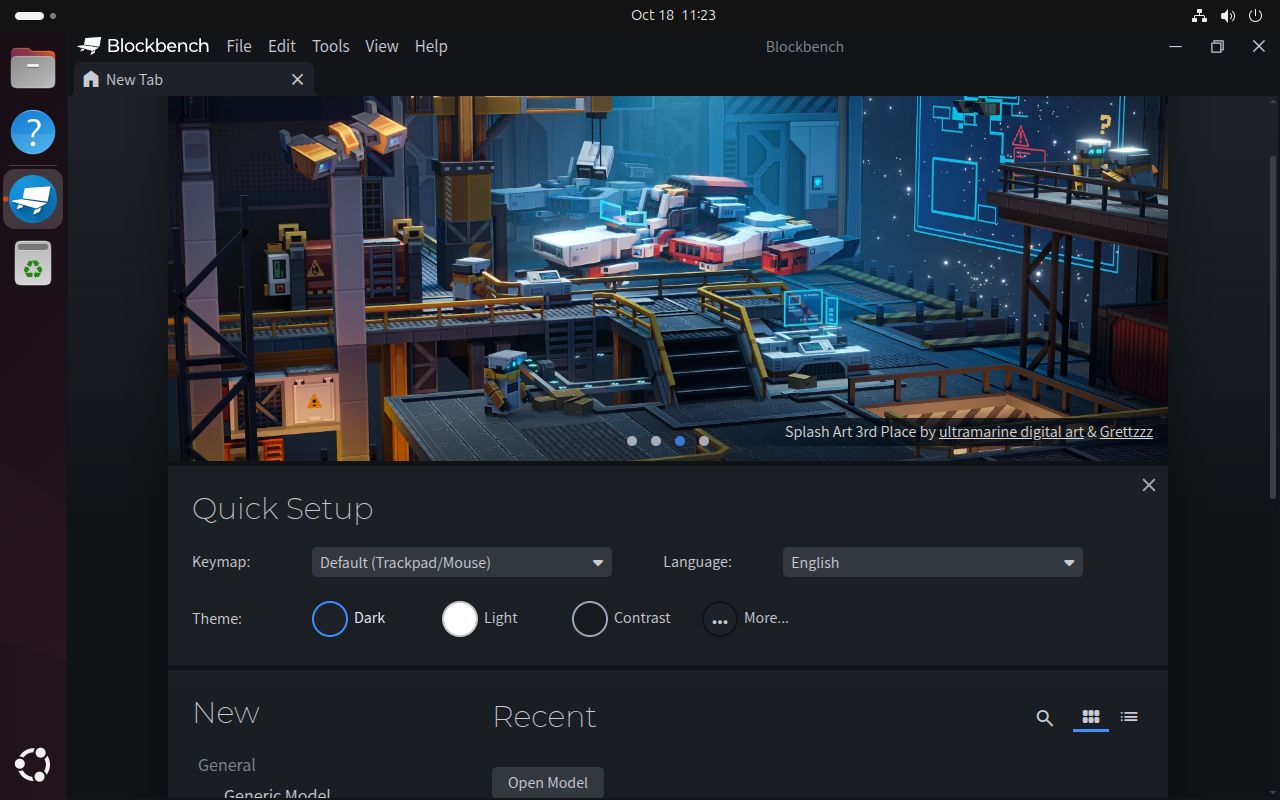 Oct 18 11:23
Blockbench File Edit Tools View Help Blockbench
New Tab
Splash Art 3rd Place by ultramarine digital art & Grettzzz
Quick Setup
Keymap: Default (Trackpad/Mouse) Language: English
Theme: Dark Light Contrast More...
New
Recent
General
Generic Model
Open Model